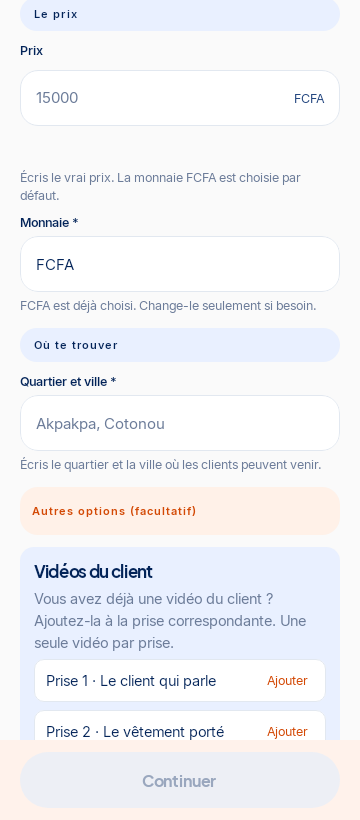 Le prix
Prix
15000 FCFA
Écris le vrai prix. La monnaie FCFA est choisie par
défaut.
Monnaie *
FCFA
FCFA est déjà choisi. Change-le seulement si besoin.
Où te trouver
Quartier et ville *
Akpakpa, Cotonou
Écris le quartier et la ville où les clients peuvent venir.
Autres options (facultatif)
Vidéos du client
Vous avez déjà une vidéo du client ?
Ajoutez-la à la prise correspondante. Une
seule vidéo par prise.
Prise 1 · Le client qui parle Ajouter
Prise 2 · Le vêtement porté Ajouter
Continuer